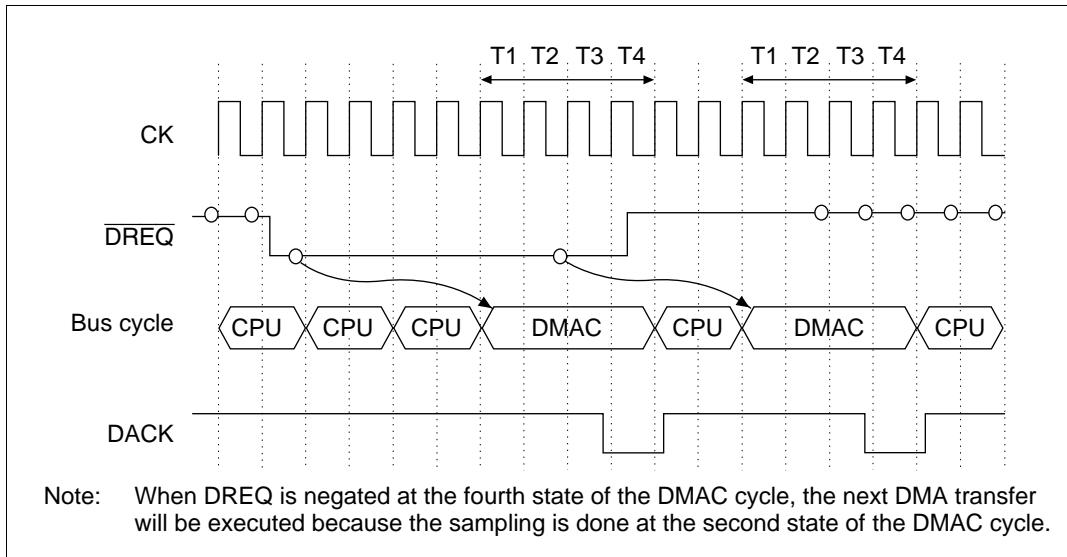 T1 T2 T3 T4 T1 T2 T3 T4
CK
DREQ
Bus cycle CPU CPU CPU DMAC CPU DMAC CPU
DACK
Note: When DREQ is negated at the fourth state of the DMAC cycle, the next DMA transfer
will be executed because the sampling is done at the second state of the DMAC cycle.